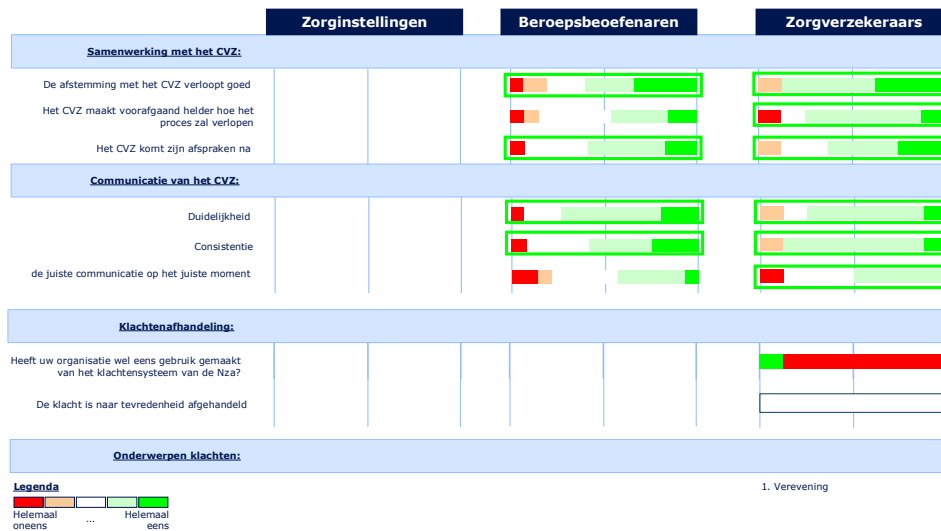 Zorginstellingen
Beroepsbeoefenaren
Zorgverzekeraars
Samenwerking met het CVZ:
De afstemming met het CVZ verloopt goed
Het CVZ maakt voorafgaand helder hoe het
proces zal verlopen
Het CVZ komt zijn afspraken na
Communicatie van het CVZ:
Duidelijkheid
Consistentie
de juiste communicatie op het juiste moment
Klachtenafhandeling:
Heeft uw organisatie wel eens gebruik gemaakt
van het klachtensysteem van de Nza?
De klacht is naar tevredenheid afgehandeld
Onderwerpen klachten:
Legenda
1. Verevening
Helemaal
oneens
...
Helemaal
eens